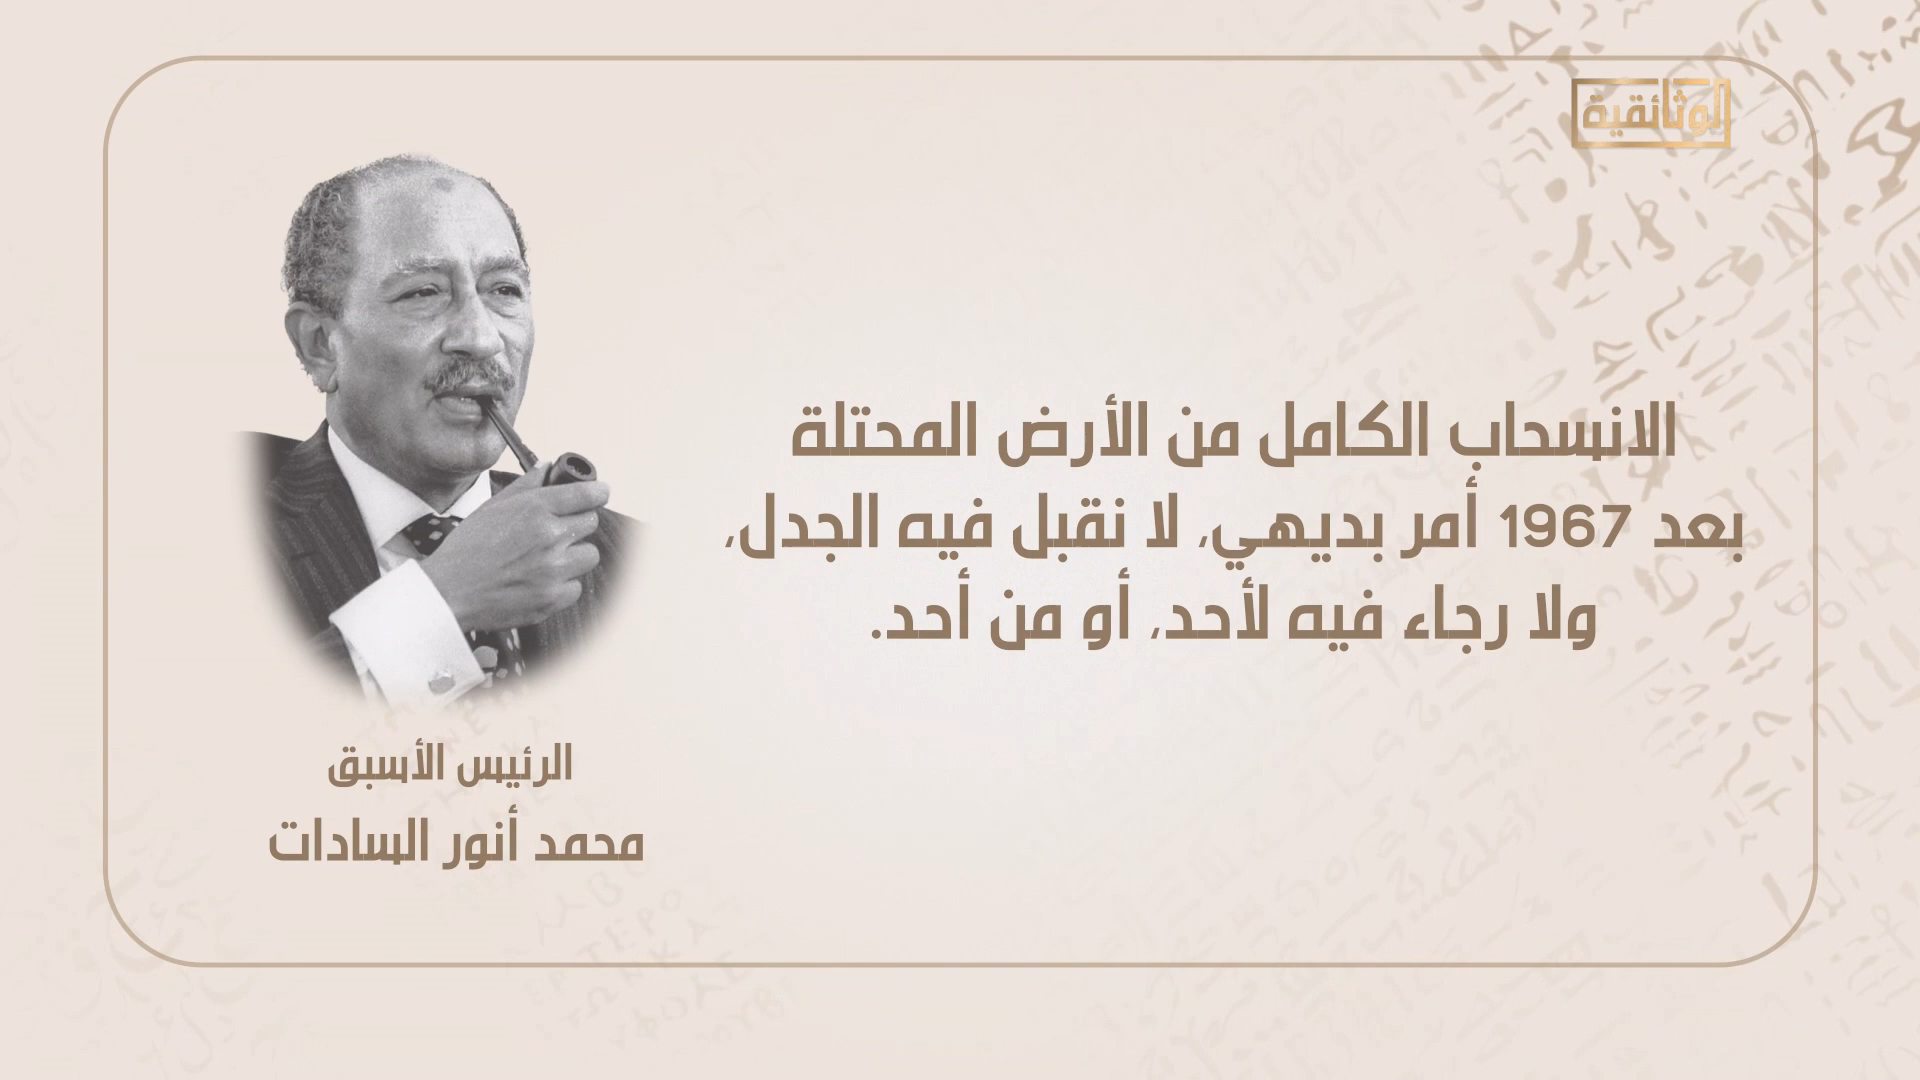 الوثائقية
الانسحاب الكامل من الأرض المحتلة
بعد 1967 أمر بديهي، لا نقبل فيه الجدل،
ولا رجاء فيه لأحد، أو من أحد.
الرئيس الأسبق
محمد أنور السادات